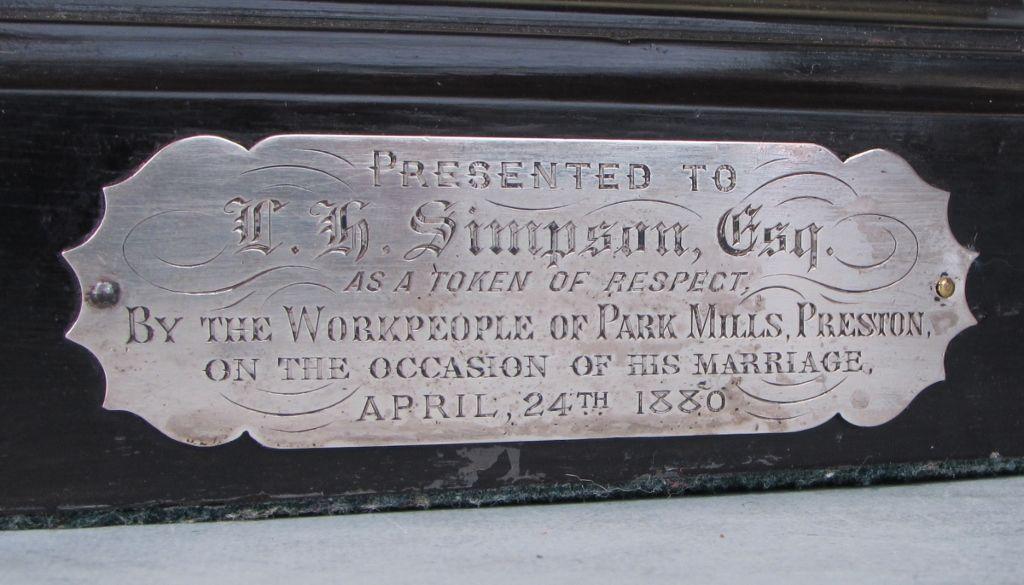 PRESENTED TO
L. H. Simpson, Esq.
AS A TOKEN OF RESPECT,
BY THE WORKPEOPLE OF PARK MILLS, PRESTON,
ON THE OCCASION OF HIS MARRIAGE,
APRIL, 24TH 1880